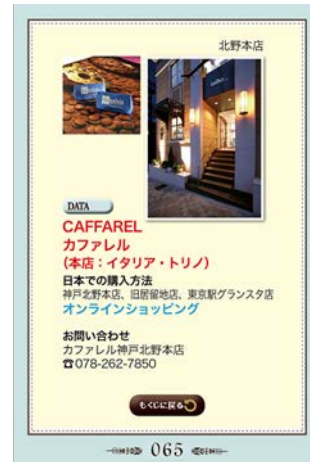 北野本店
DATA
CAFFAREL
カファレル
(本店:イタリア・トリノ)
日本での購入方法
神戸北野本店、旧居留地店、東京駅グランスタ店
オンラインショッピング
お問い合わせ
カファレル神戸北野本店
☎078-262-7850
もくじに戻る
065